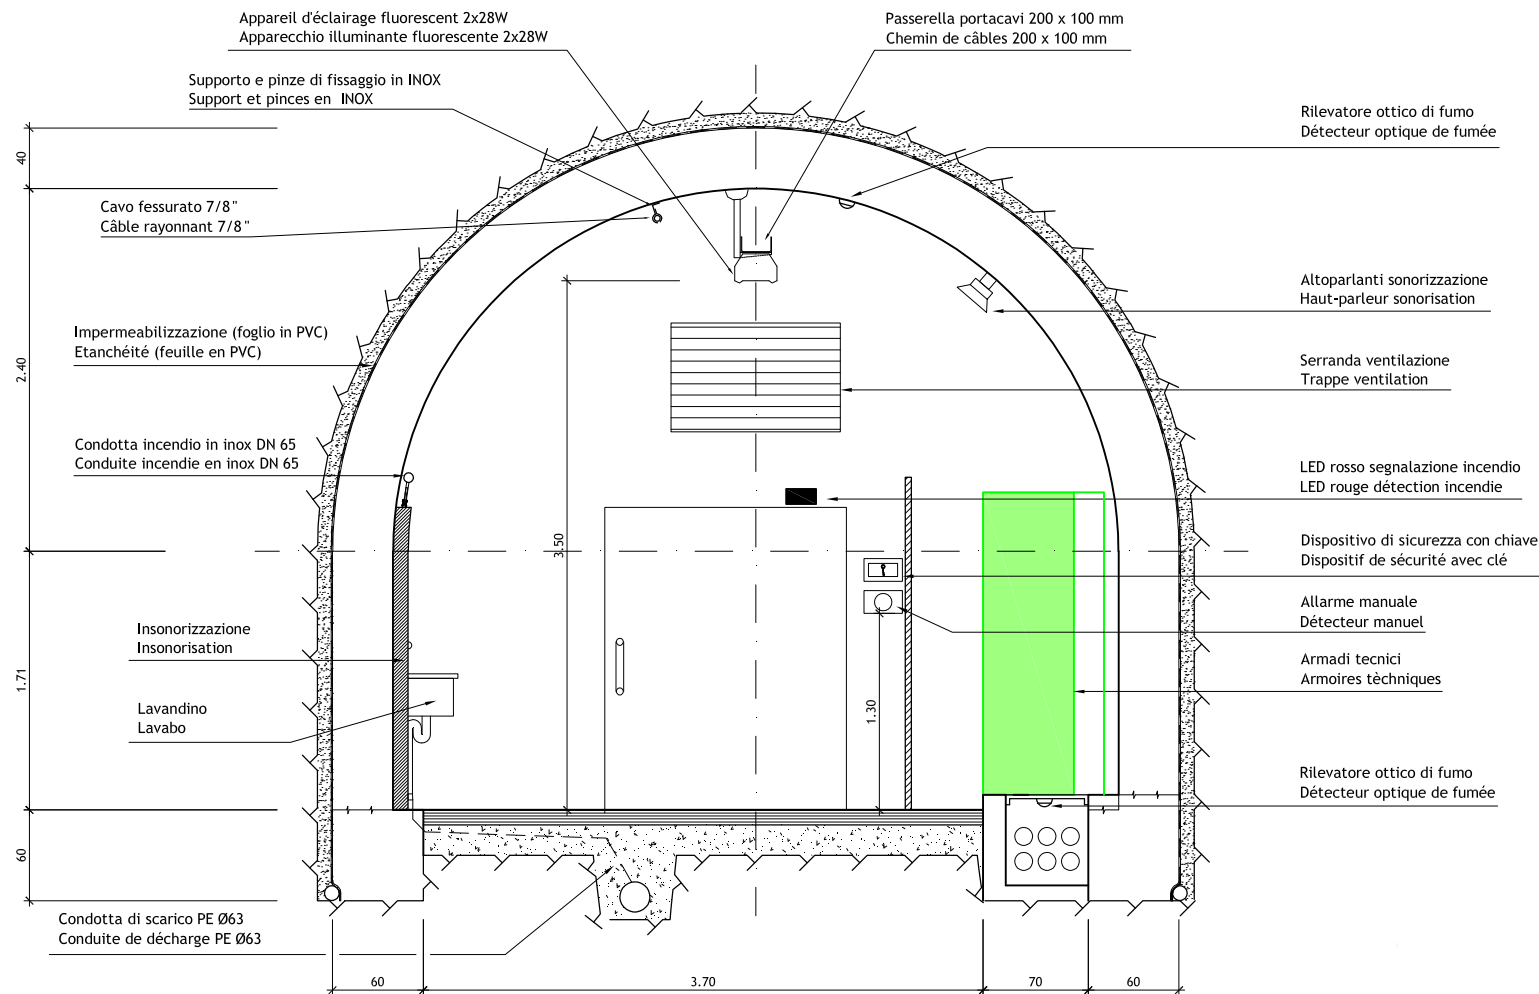 Appareil d'éclairage fluorescent 2x28W
Apparecchio illuminante fluorescente 2x28W
Passerella portacavi 200 x 100 mm
Chemin de câbles 200 x 100 mm
Supporto e pinze di fissaggio in INOX
Support et pinces en INOX
Rilevatore ottico di fumo
Détecteur optique de fumée
40
Cavo fessurato 7/8"
Câble rayonnant 7/8"
Altoparlanti sonorizzazione
Haut-parleur sonorisation
Impermeabilizzazione (foglio in PVC)
Etanchéité (feuille en PVC)
2.40
Serranda ventilazione
Trappe ventilation
Condotta incendio in inox DN 65
Conduite incendie en inox DN 65
LED rosso segnalazione incendio
LED rouge détection incendie
3.50
Dispositivo di sicurezza con chiave
Dispositif de sécurité avec clé
Allarme manuale
Détecteur manuel
Insonorizzazione
Insonorisation
1.71
Armadi tecnici
Armoires tèchniques
Lavandino
Lavabo
1.30
Rilevatore ottico di fumo
Détecteur optique de fumée
60
Condotta di scarico PE Ø63
Conduite de décharge PE Ø63
60
3.70
70
60